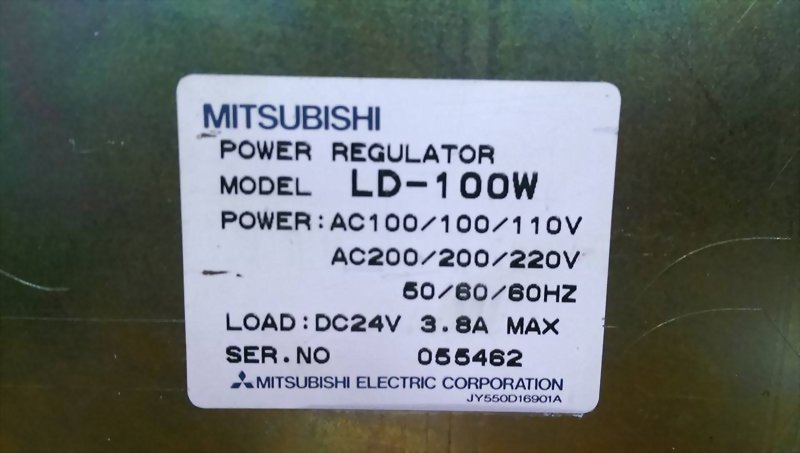 MITSUBISHI
POWER REGULATOR
MODEL LD-100W
POWER:AC100/100/110V
AC200/200/220V
50/60/60HZ
LOAD:DC24V 3.8A MAX
SER.NO 055462
MITSUBISHI ELECTRIC CORPORATION
JY550D16901A